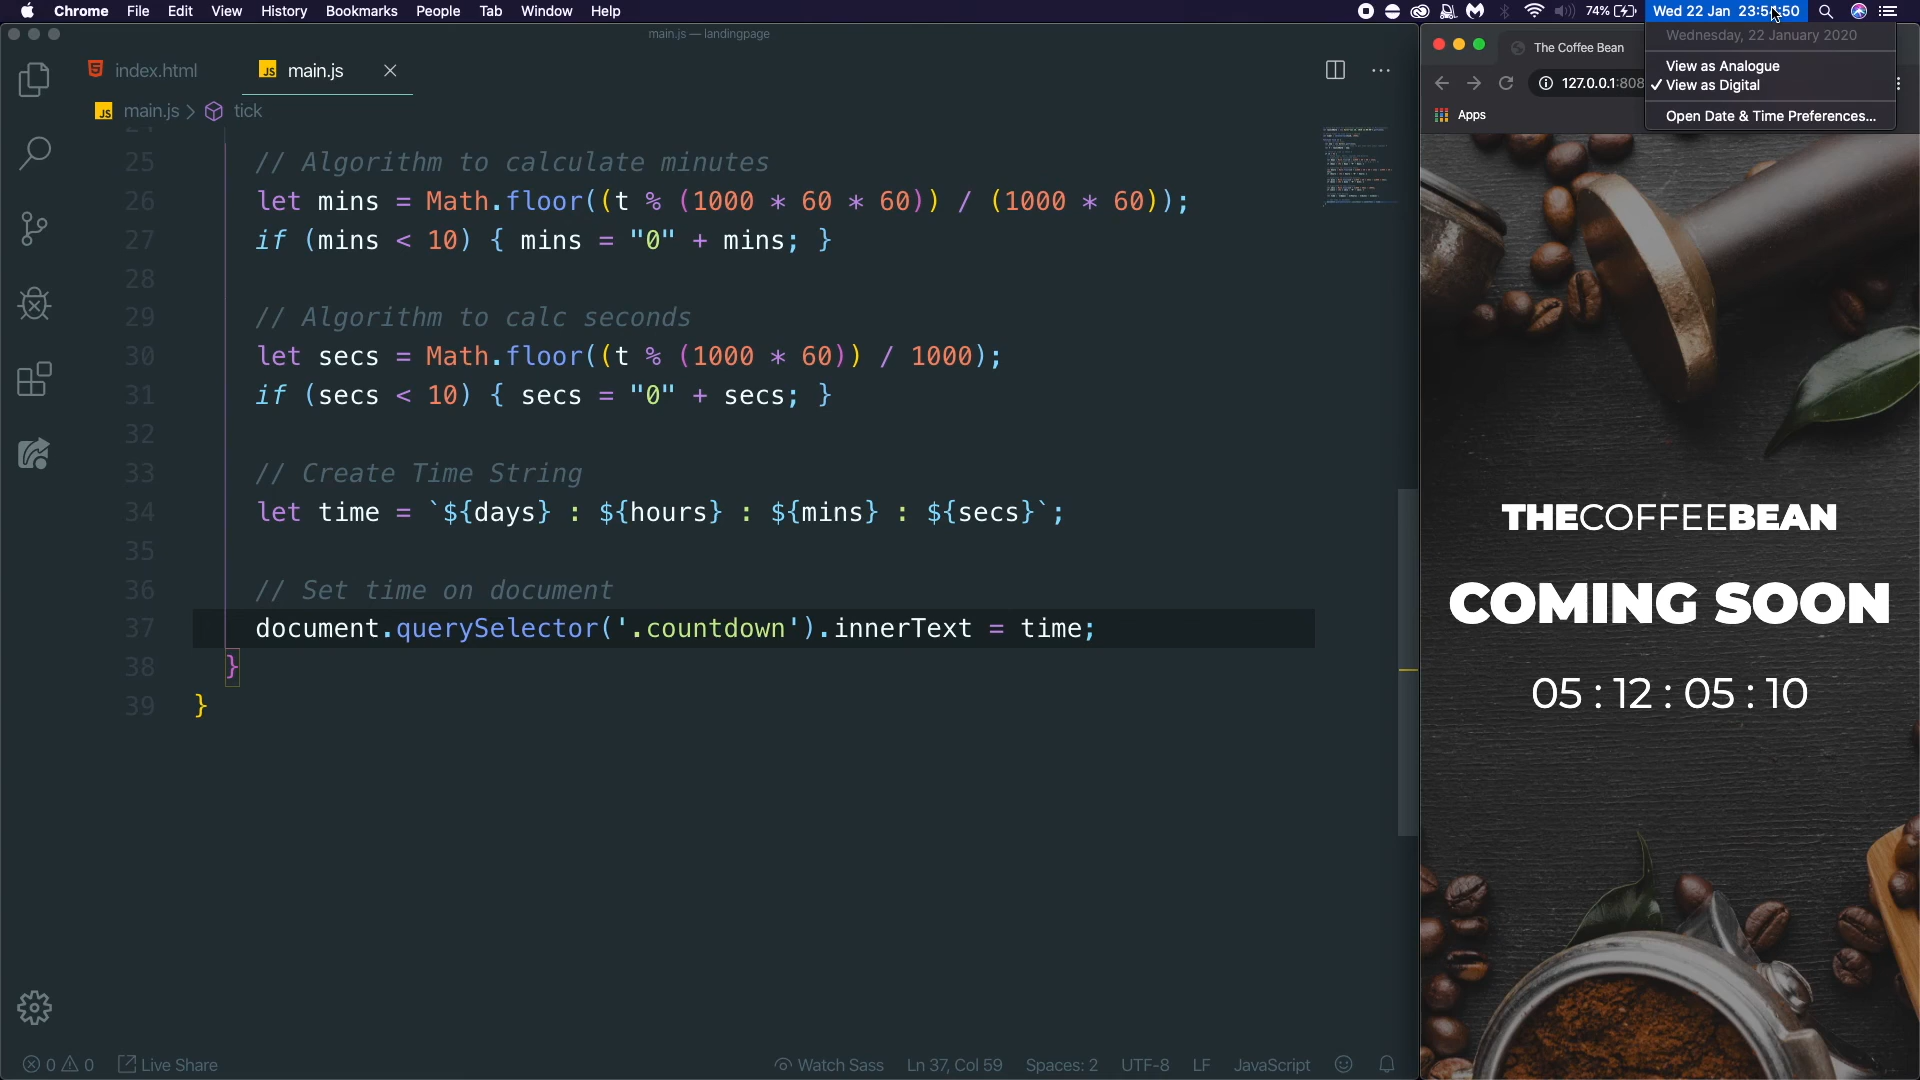 Chrome File Edit View History Bookmarks People Tab Window Help
74%
Wed 22 Jan
main.js — landingpage
index.html
JS main.js
JS main.js > tick
25 // Algorithm to calculate minutes
26 let mins = Math.floor((t % (1000 * 60 * 60)) / (1000 * 60));
27 if (mins < 10) { mins = "0" + mins; }
28
29 // Algorithm to calc seconds
30 let secs = Math.floor((t % (1000 * 60)) / 1000);
31 if (secs < 10) { secs = "0" + secs; }
32
33 // Create Time String
34 let time = `${days} : ${hours} : ${mins} : ${secs}`;
35
36 // Set time on document
37 document.querySelector('.countdown').innerText = time;
38 }
39 }
0 0 Live Share
Watch Sass Ln 37, Col 59 Spaces: 2 UTF-8 LF JavaScript
The Coffee Bean
127.0.0.1:808
Apps
Wednesday, 22 January 2020
View as Analogue
✓ View as Digital
Open Date & Time Preferences...
THECOFFEEBEAN
COMING SOON
05 : 12 : 05 : 10